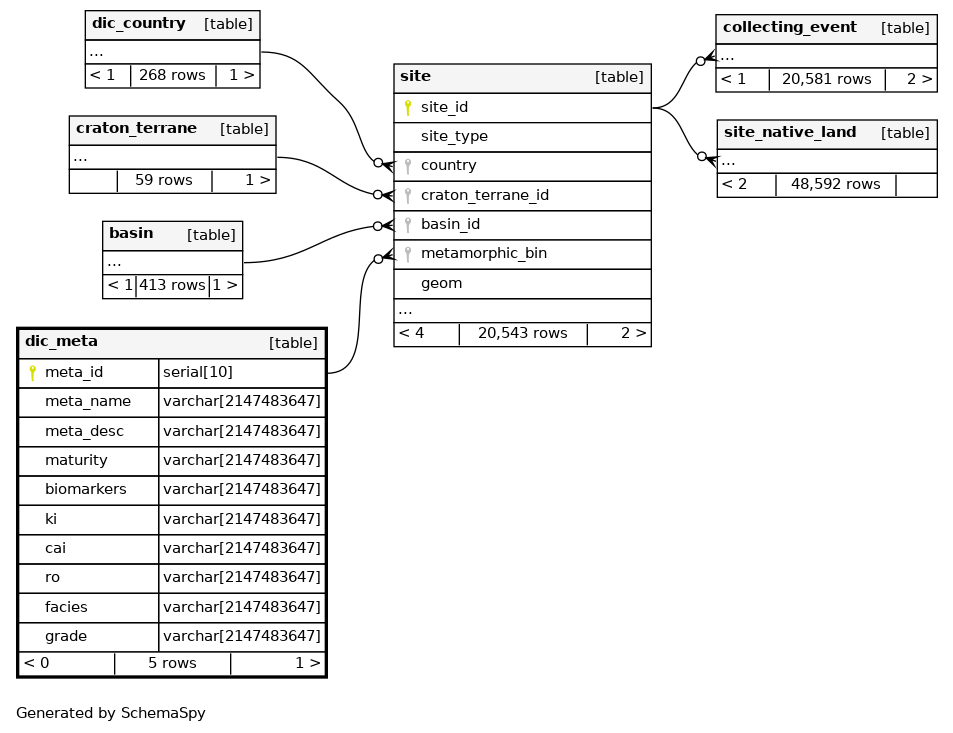 dic_country [table]
...
< 1 268 rows 1 >
craton_terrane [table]
...
59 rows 1 >
basin [table]
...
< 1 413 rows 1 >
dic_meta [table]
meta_id serial[10]
meta_name varchar[2147483647]
meta_desc varchar[2147483647]
maturity varchar[2147483647]
biomarkers varchar[2147483647]
ki varchar[2147483647]
cai varchar[2147483647]
ro varchar[2147483647]
facies varchar[2147483647]
grade varchar[2147483647]
< 0 5 rows 1 >
site [table]
site_id
site_type
country
craton_terrane_id
basin_id
metamorphic_bin
geom
...
< 4 20,543 rows 2 >
collecting_event [table]
...
< 1 20,581 rows 2 >
site_native_land [table]
...
< 2 48,592 rows
Generated by SchemaSpy